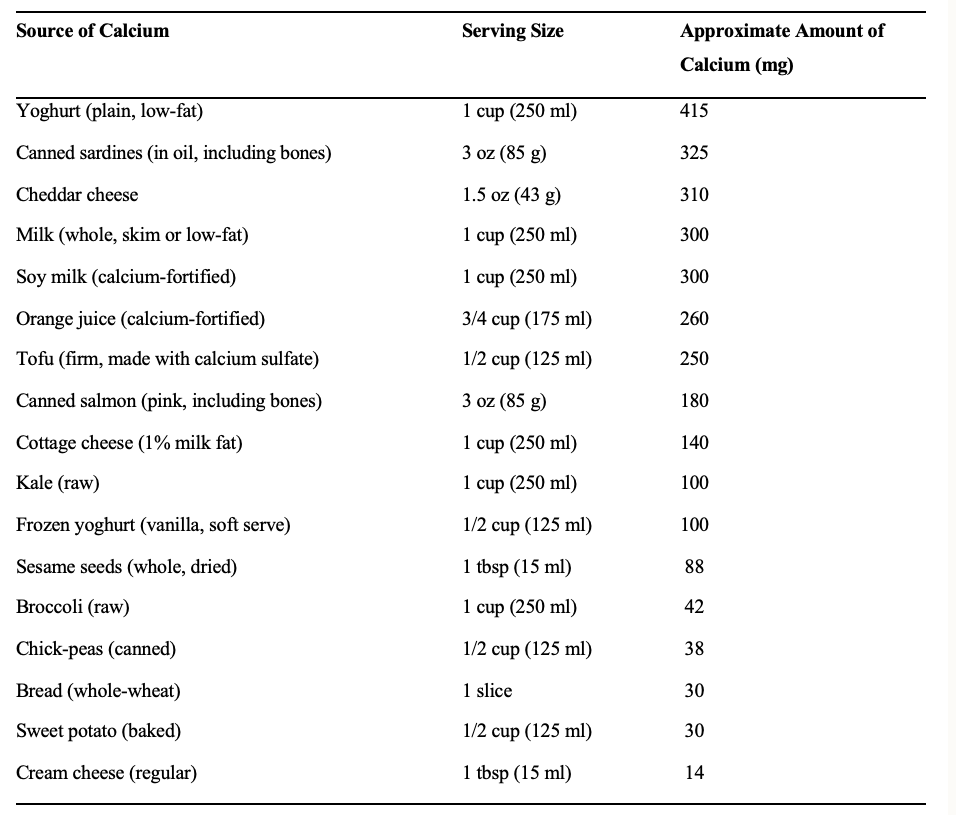 Source of Calcium Serving Size Approximate Amount of
Calcium (mg)
Yoghurt (plain, low-fat) 1 cup (250 ml) 415
Canned sardines (in oil, including bones) 3 oz (85 g) 325
Cheddar cheese 1.5 oz (43 g) 310
Milk (whole, skim or low-fat) 1 cup (250 ml) 300
Soy milk (calcium-fortified) 1 cup (250 ml) 300
Orange juice (calcium-fortified) 3/4 cup (175 ml) 260
Tofu (firm, made with calcium sulfate) 1/2 cup (125 ml) 250
Canned salmon (pink, including bones) 3 oz (85 g) 180
Cottage cheese (1% milk fat) 1 cup (250 ml) 140
Kale (raw) 1 cup (250 ml) 100
Frozen yoghurt (vanilla, soft serve) 1/2 cup (125 ml) 100
Sesame seeds (whole, dried) 1 tbsp (15 ml) 88
Broccoli (raw) 1 cup (250 ml) 42
Chick-peas (canned) 1/2 cup (125 ml) 38
Bread (whole-wheat) 1 slice 30
Sweet potato (baked) 1/2 cup (125 ml) 30
Cream cheese (regular) 1 tbsp (15 ml) 14